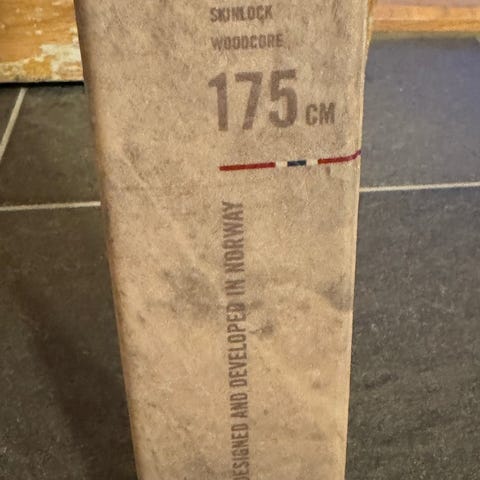 SKINLOCK
WOODCORE
175 CM
DESIGNED AND DEVELOPED IN NORWAY